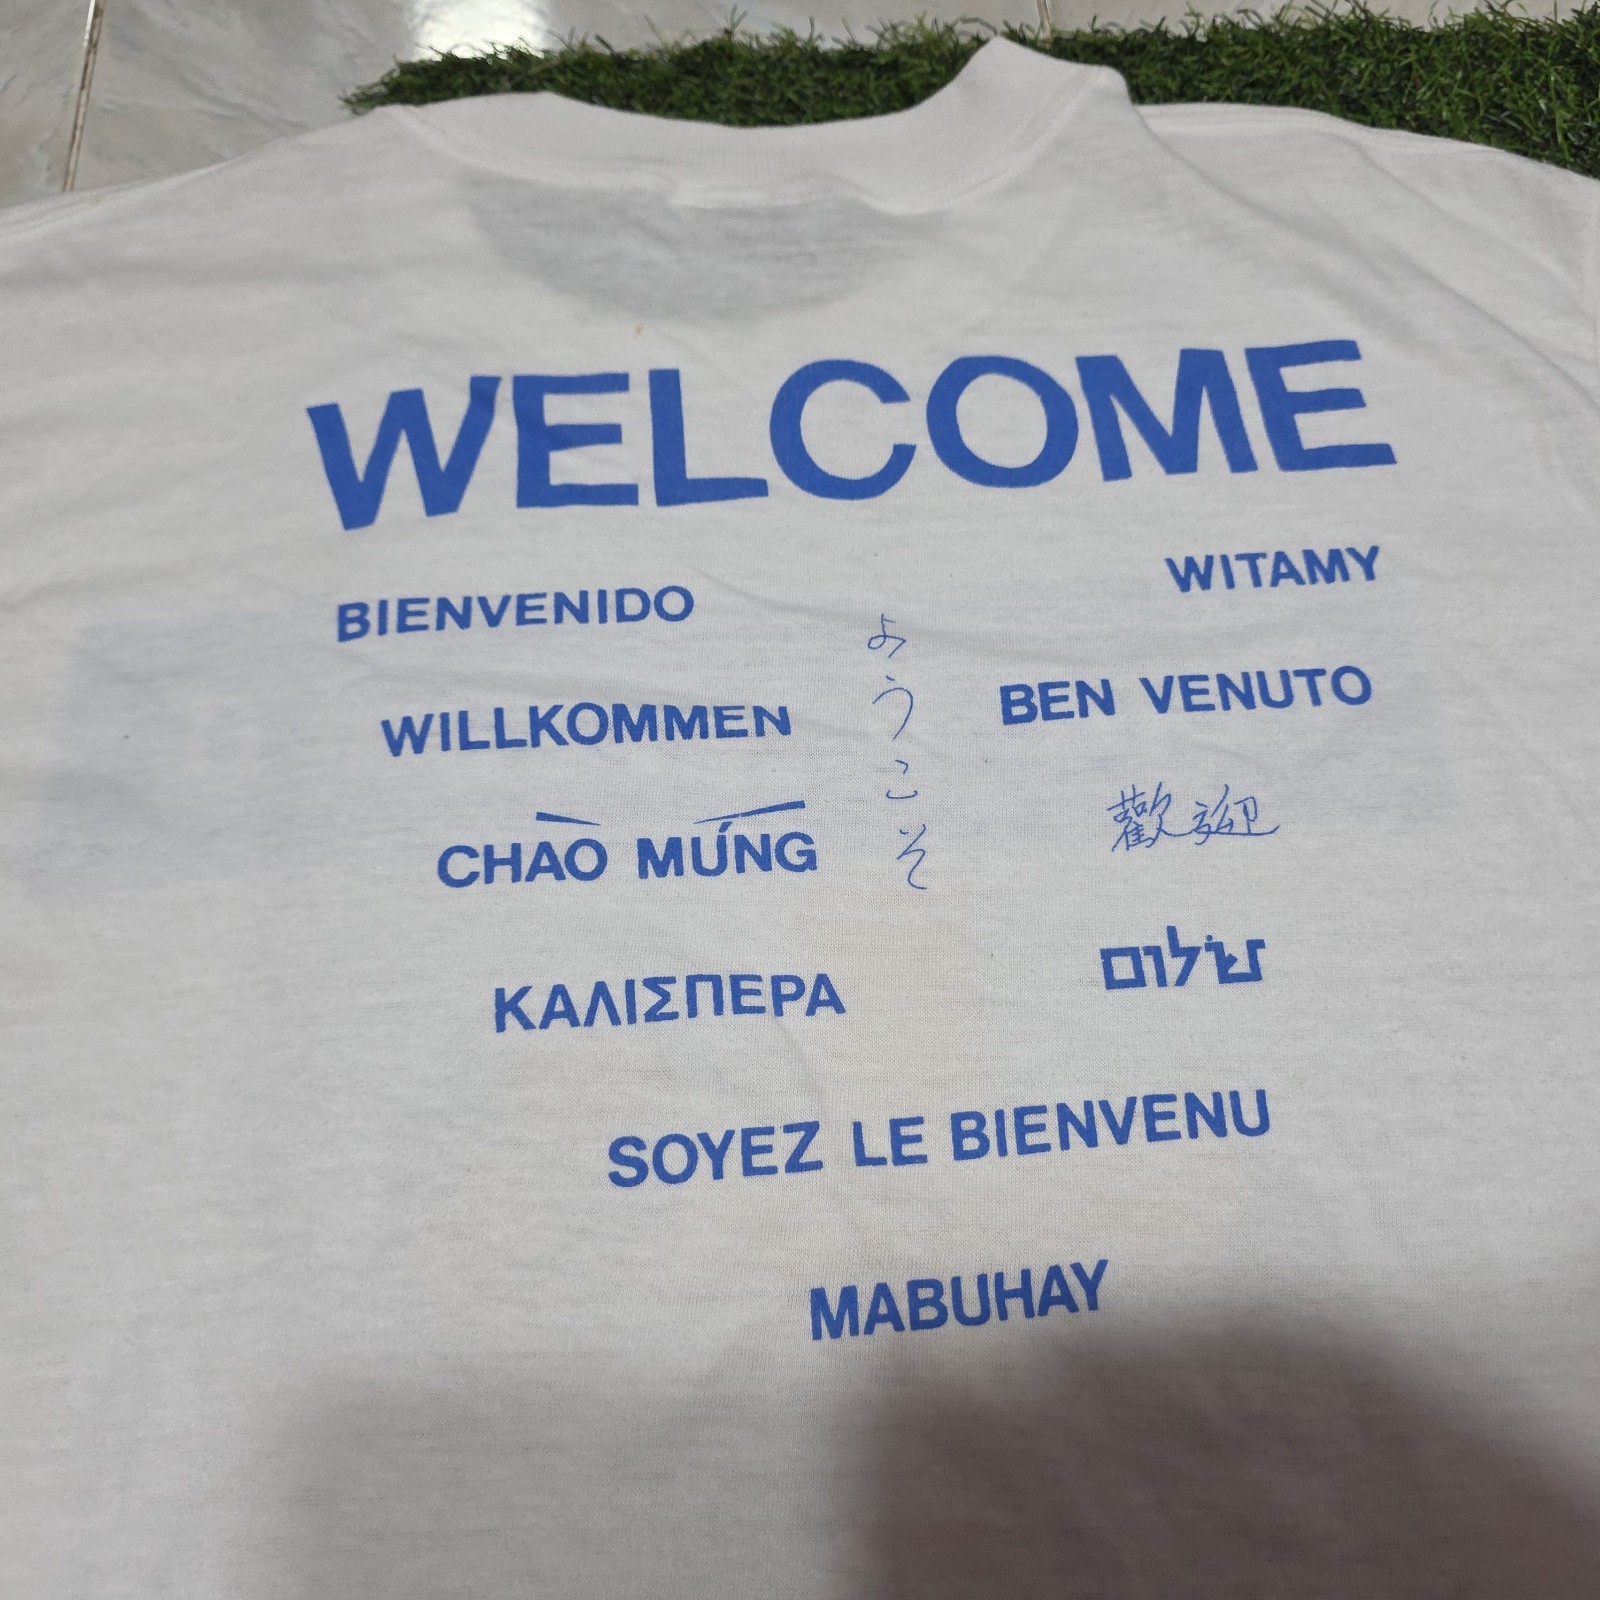 WELCOME
BIENVENIDO
WITAMY
ようこそ
WILLKOMMEN
BEN VENUTO
CHÀO MỪNG
歡迎
ΚΑΛΙΣΠΕΡΑ
שלום
SOYEZ LE BIENVENU
MABUHAY